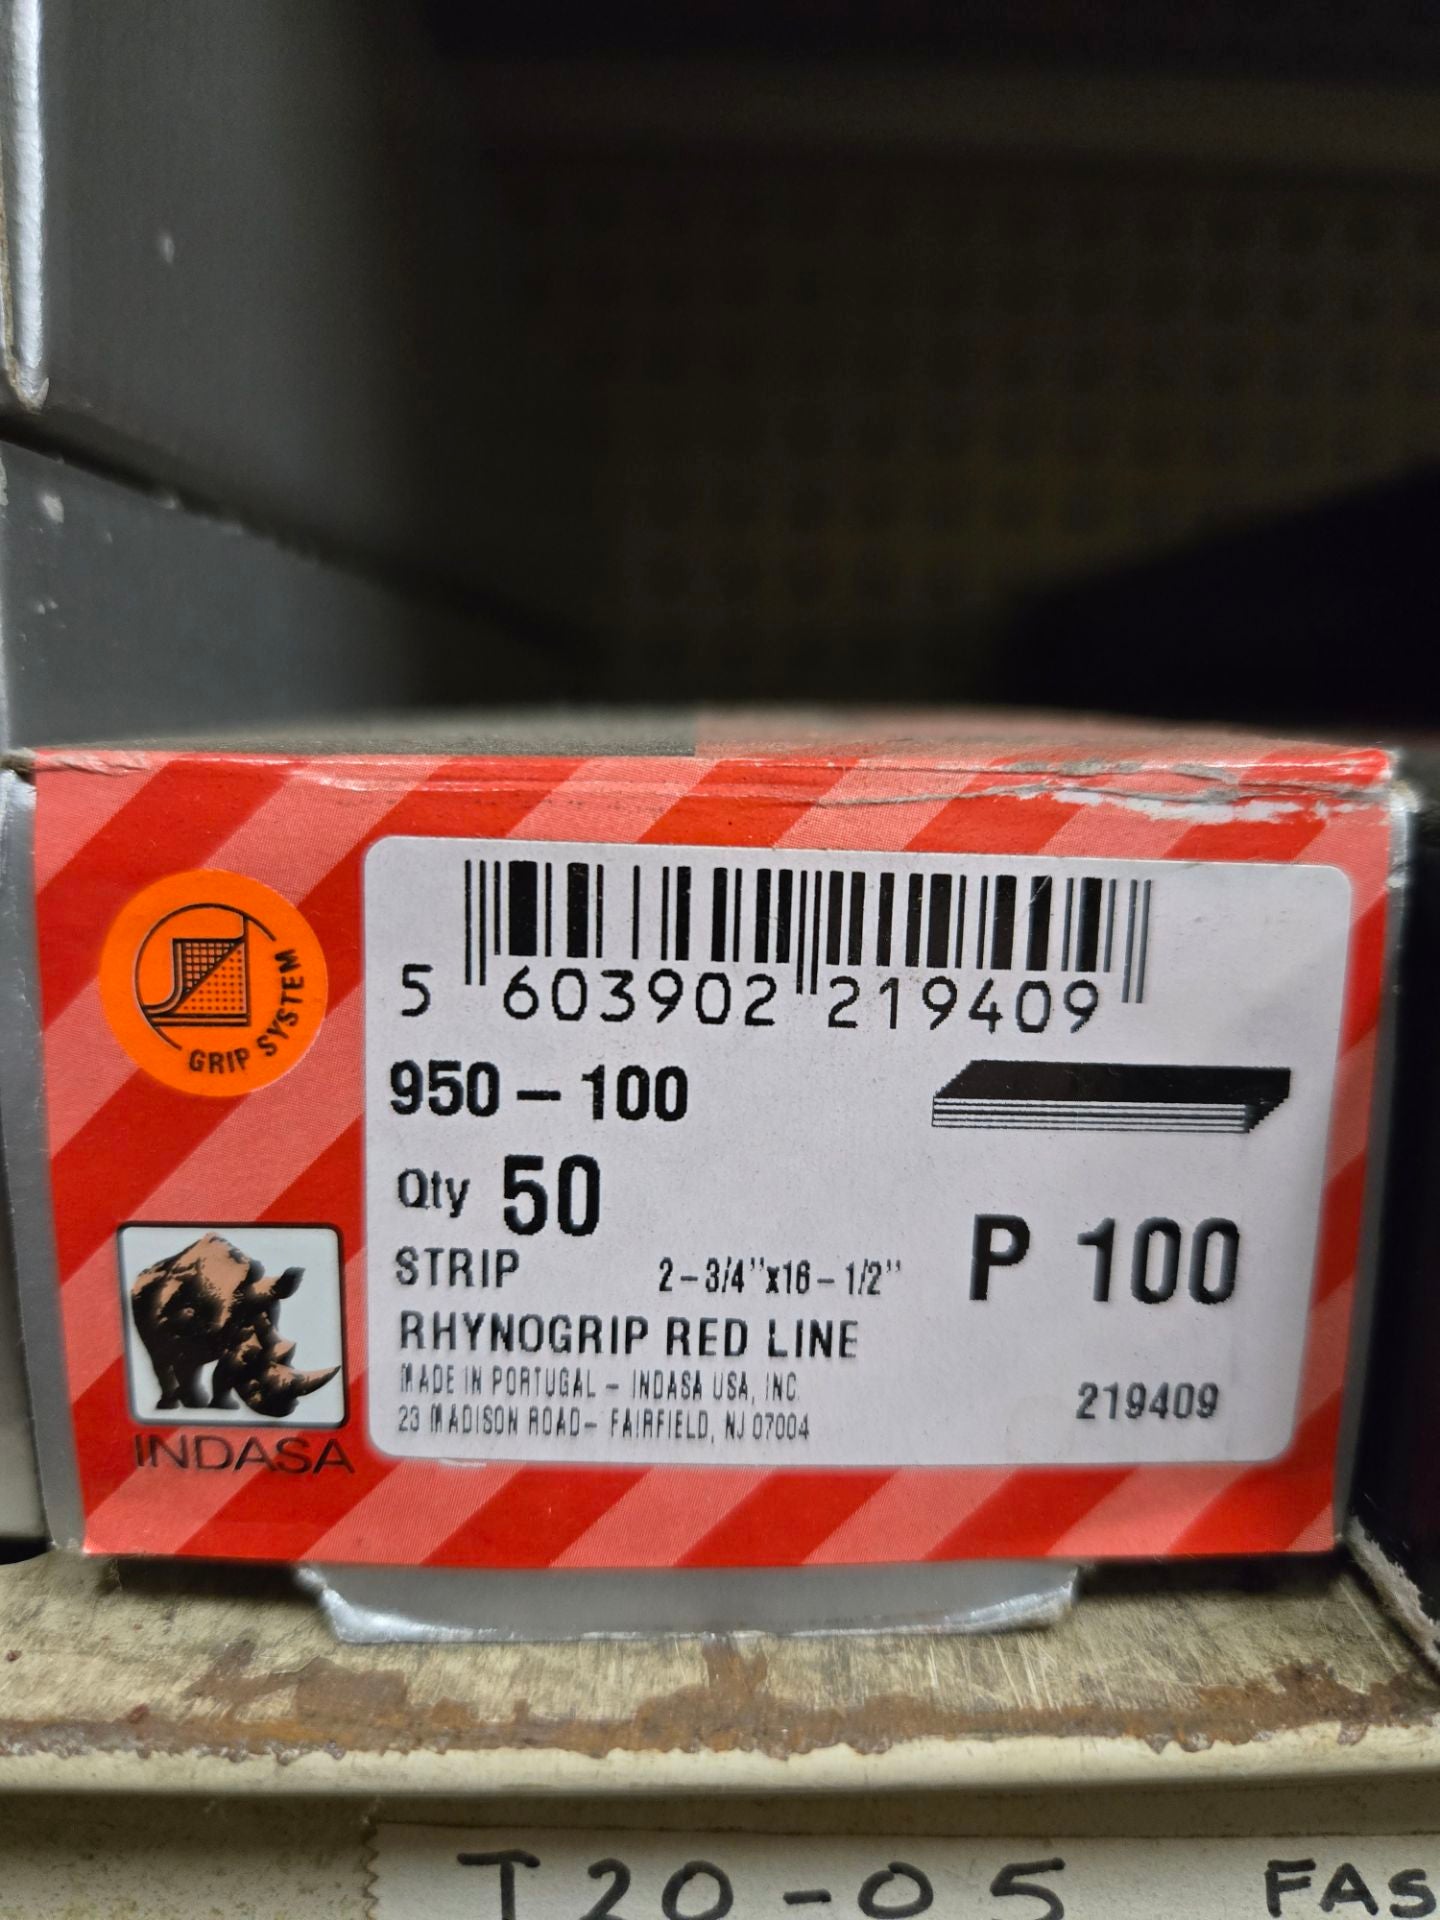 GRIP SYSTEM
5 603902 219409
950-100
Qty 50
STRIP 2-3/4"x16-1/2" P 100
RHYNOGRIP RED LINE
MADE IN PORTUGAL - INDASA USA, INC.
219409
23 MADISON ROAD- FAIRFIELD, NJ 07004
INDASA
T20-05 FAS